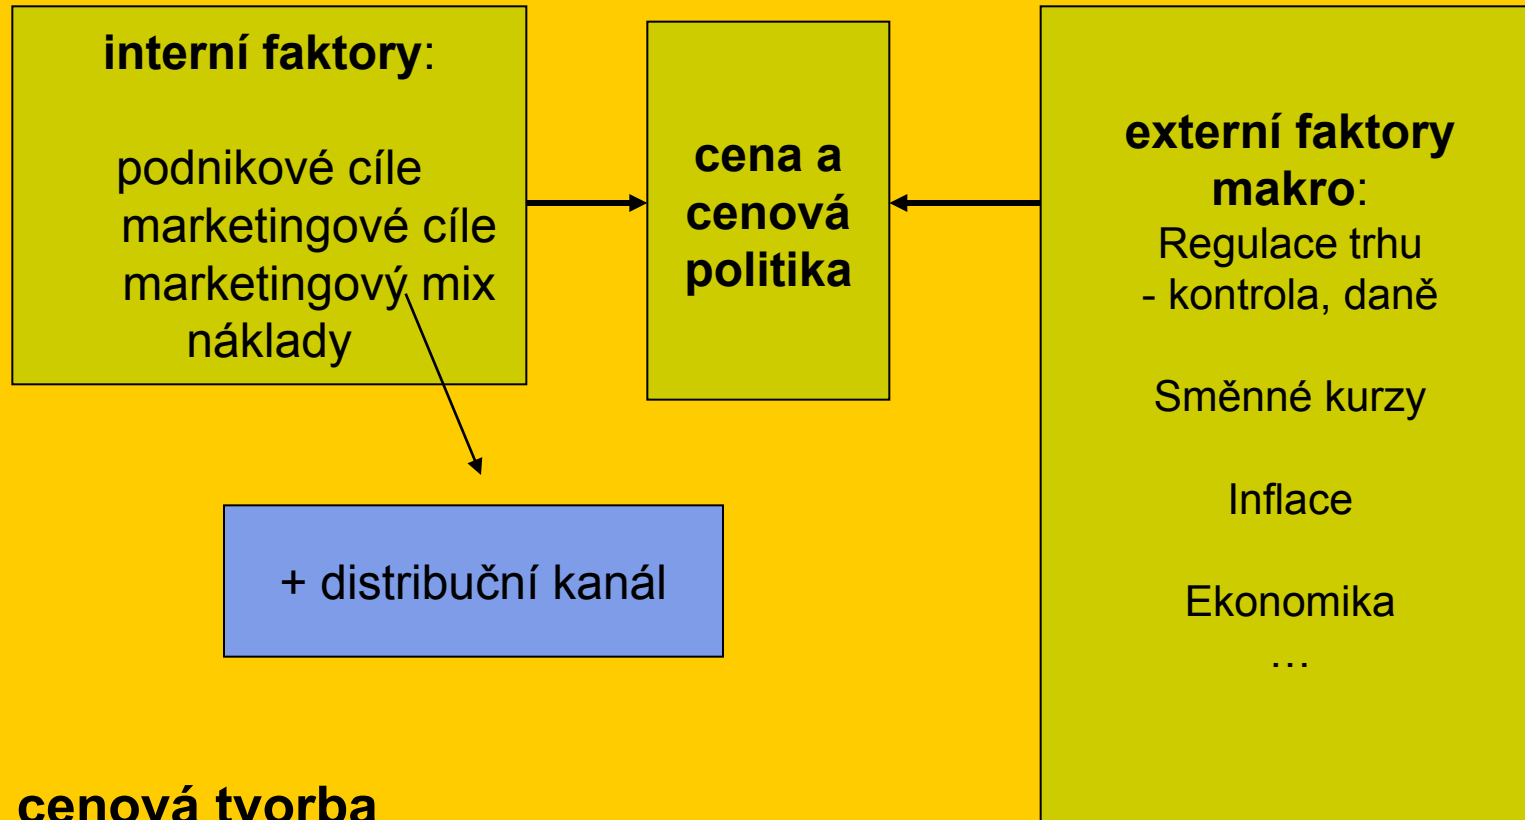 interní faktory:
podnikové cíle
marketingové cíle
marketingový mix
náklady
cena a
cenová
politika
externí faktory
makro:
Regulace trhu
- kontrola, daně
Směnné kurzy
Inflace
Ekonomika
…
+ distribuční kanál
cenová tvorba